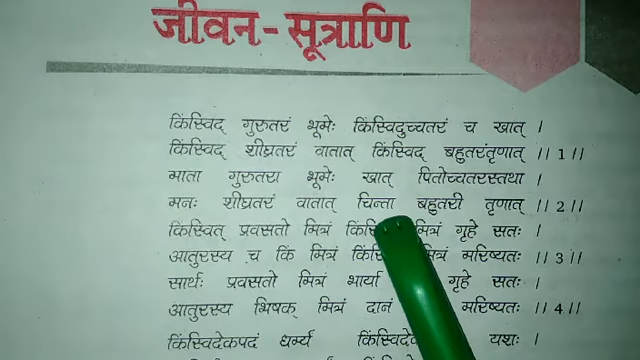 जीवन - सूत्राणि
किंस्विद् गुरुतरं भूमेः किंस्विदुच्चतरं च खात् ।
किंस्विद् शीघ्रतरं वातात् किंस्विद् बहुतरंतृणात् ।। 1 ।।
माता गुरुतरा भूमेः खात् पितोच्चतरस्तथा ।
मनः शीघ्रतरं वातात् चिन्ता बहुतरी तृणात् ।। 2 ।।
किंस्वित् प्रवसतो मित्रं मित्रं गृहे सतः ।
आतुरस्य च किं मित्रं मित्रं मरिष्यतः ।। 3 ।।
सार्थः प्रवसतो मित्रं भार्या गृहे सतः ।
आतुरस्य भिषक् मित्रं दानं मरिष्यतः ।। 4 ।।
किंस्विदेकपदं धर्म्यं यशः ।